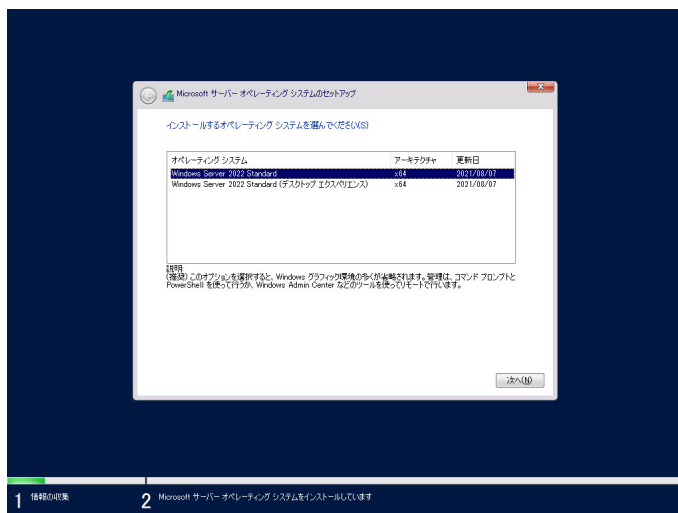 Microsoft サーバー オペレーティング システムのセットアップ
インストールするオペレーティング システムを選んでください(S)
オペレーティング システム アーキテクチャ 更新日
Windows Server 2022 Standard x64 2021/08/07
Windows Server 2022 Standard (デスクトップ エクスペリエンス) x64 2021/08/07
説明:
(推奨) このオプションを選択すると、Windows グラフィック環境の多くが省略されます。管理は、コマンド プロンプトと
PowerShell を使って行うか、Windows Admin Center などのツールを使ってリモートで行います。
次へ(N)
1 情報の収集
2 Microsoft サーバー オペレーティング システムをインストールしています